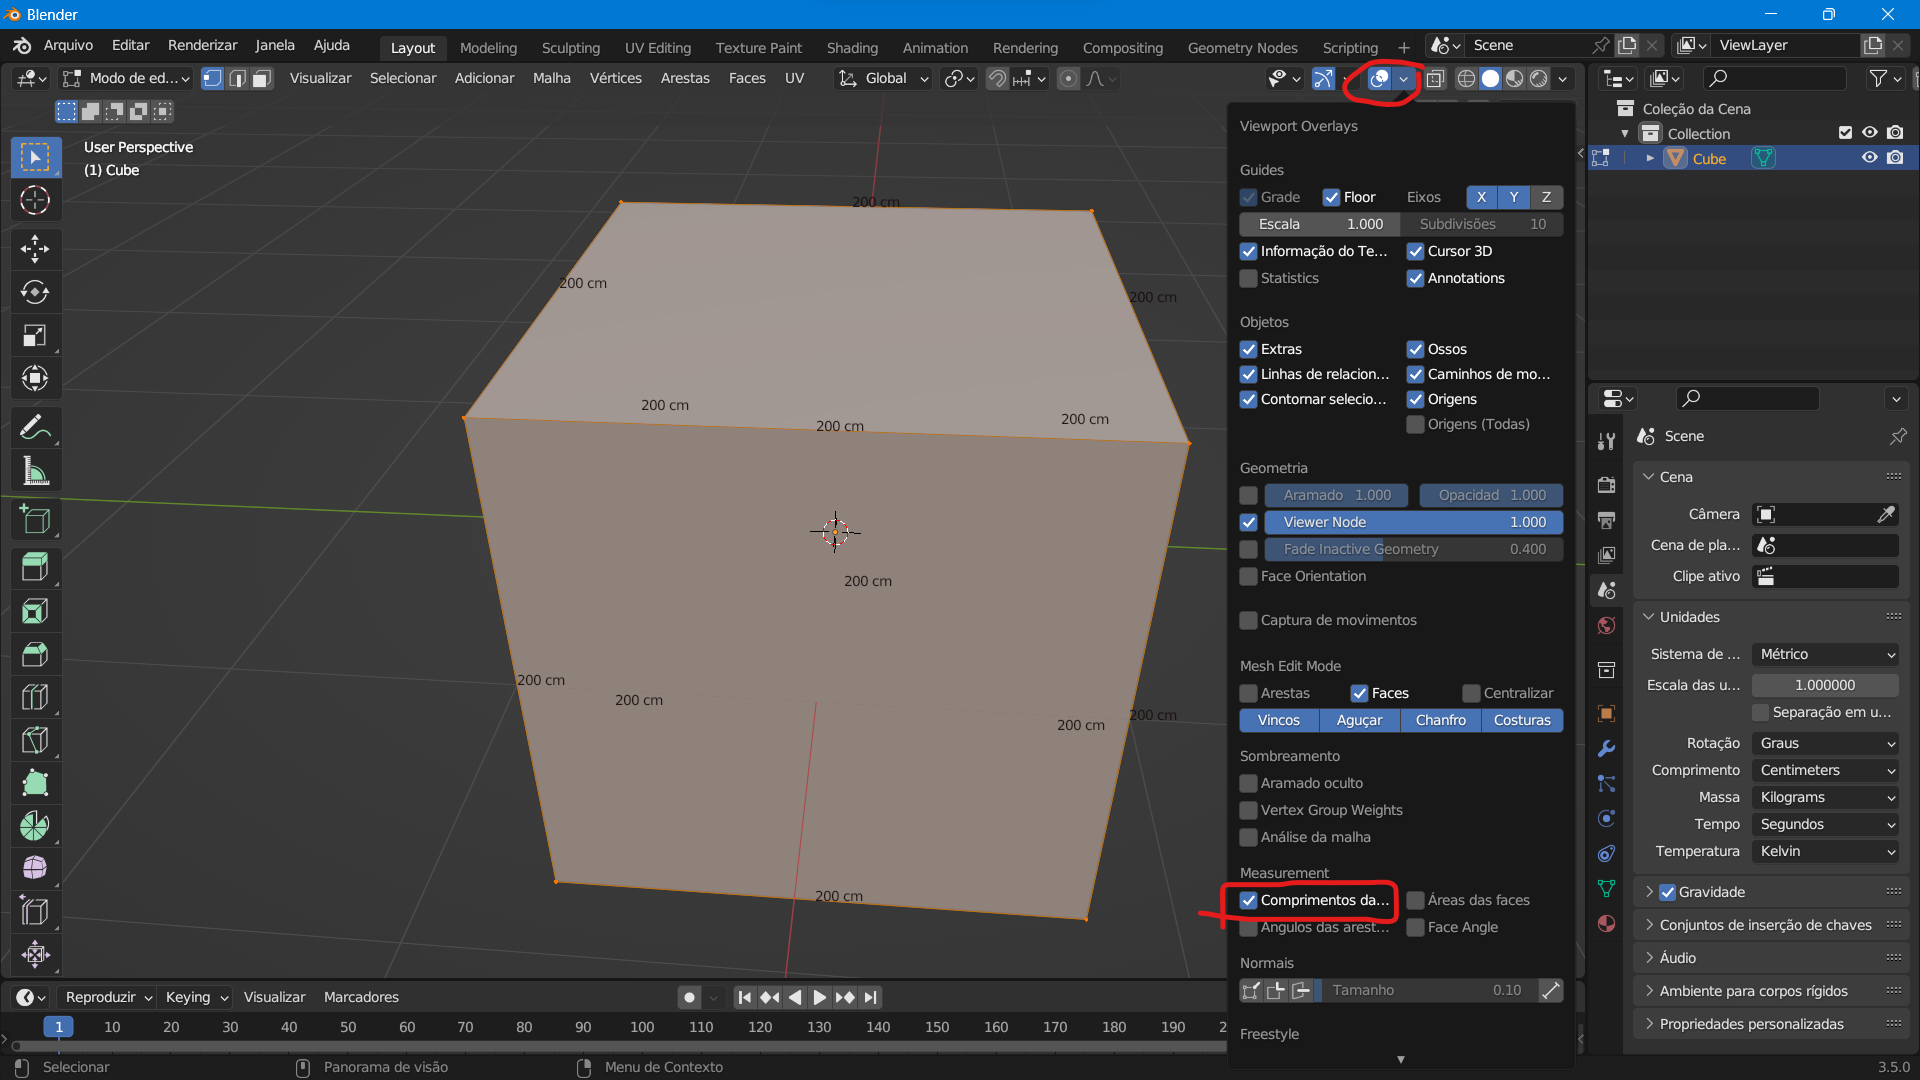 Blender
Arquivo Editar Renderizar Janela Ajuda Layout Modeling Sculpting UV Editing Texture Paint Shading Animation Rendering Compositing Geometry Nodes Scripting + Scene ViewLayer
Modo de ed... Visualizar Selecionar Adicionar Malha Vértices Arestas Faces UV Global
User Perspective
(1) Cube
200 cm
200 cm
200 cm
200 cm
200 cm
200 cm
200 cm
200 cm
200 cm
200 cm
200 cm
200 cm
Viewport Overlays
Guides
Grade Floor Eixos X Y Z
Escala 1.000 Subdivisões 10
Informação do Te... Cursor 3D
Statistics Annotations
Objetos
Extras Ossos
Linhas de relacion... Caminhos de mo...
Contornar selecio... Origens
Origens (Todas)
Geometria
Aramado 1.000 Opacidad 1.000
Viewer Node 1.000
Fade Inactive Geometry 0.400
Face Orientation
Captura de movimentos
Mesh Edit Mode
Arestas Faces Centralizar
Vincos Aguçar Chanfro Costuras
Sombreamento
Aramado oculto
Vertex Group Weights
Análise da malha
Measurement
Comprimentos da... Áreas das faces
Ângulos das arest... Face Angle
Normais
Tamanho 0.10
Freestyle
Coleção da Cena
Collection
Cube
Scene
Cena
Câmera
Cena de pla...
Clipe ativo
Unidades
Sistema de ... Métrico
Escala das u... 1.000000
Separação em u...
Rotação Graus
Comprimento Centimeters
Massa Kilograms
Tempo Segundos
Temperatura Kelvin
Gravidade
Conjuntos de inserção de chaves
Áudio
Ambiente para corpos rígidos
Propriedades personalizadas
Reproduzir Keying Visualizar Marcadores
1 10 20 30 40 50 60 70 80 90 100 110 120 130 140 150 160 170 180 190 2
Selecionar Panorama de visão Menu de Contexto 3.5.0